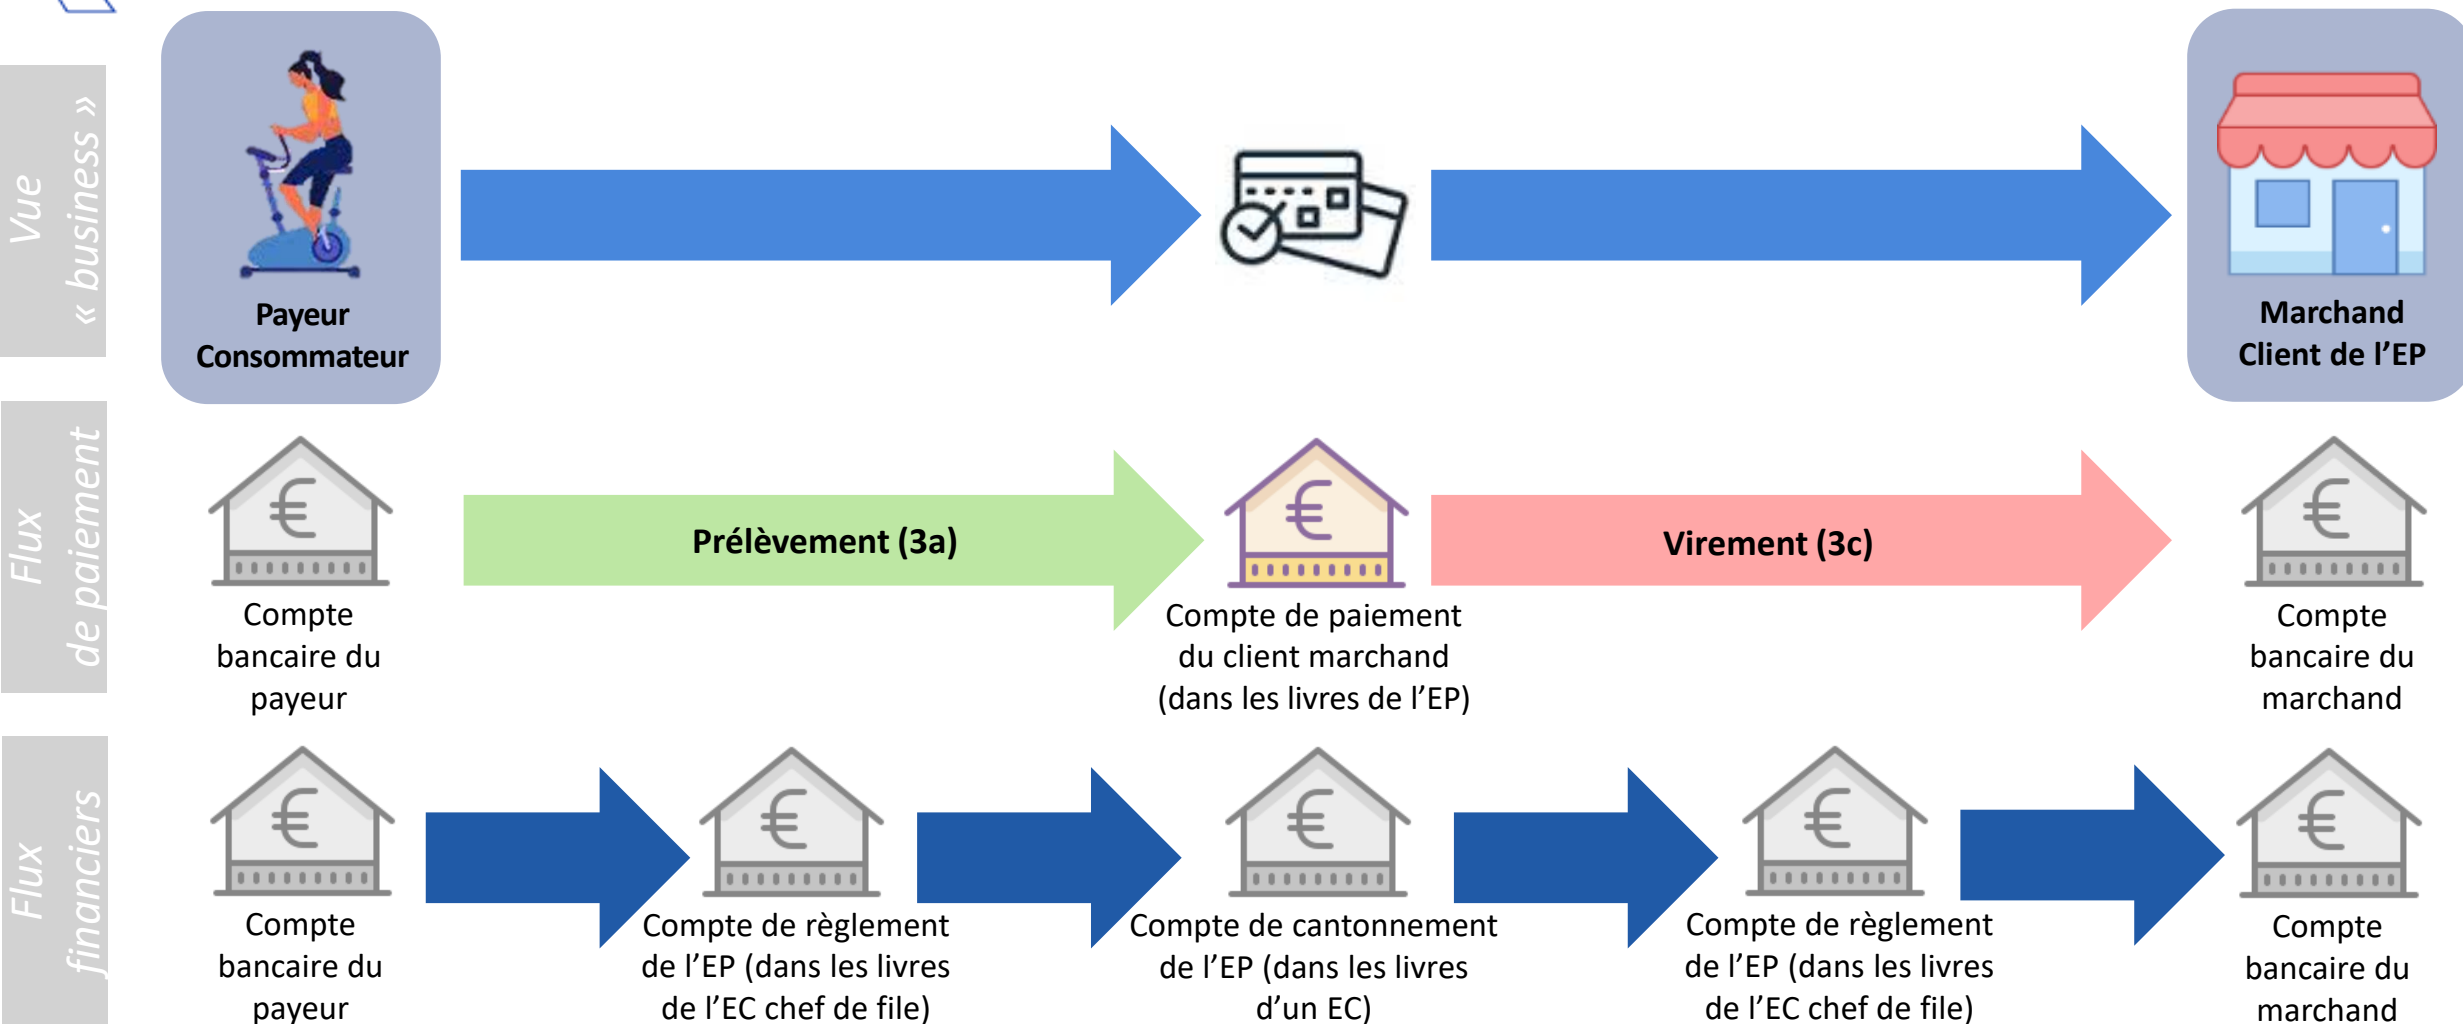 Vue
« business »
Payeur
Consommateur
Marchand
Client de l’EP
Flux
de paiement
Prélèvement (3a)
Virement (3c)
Compte
bancaire du
payeur
Compte de paiement
du client marchand
(dans les livres de l’EP)
Compte
bancaire du
marchand
Flux
financiers
Compte
bancaire du
payeur
Compte de règlement
de l’EP (dans les livres
de l’EC chef de file)
Compte de cantonnement
de l’EP (dans les livres
d’un EC)
Compte de règlement
de l’EP (dans les livres
de l’EC chef de file)
Compte
bancaire du
marchand